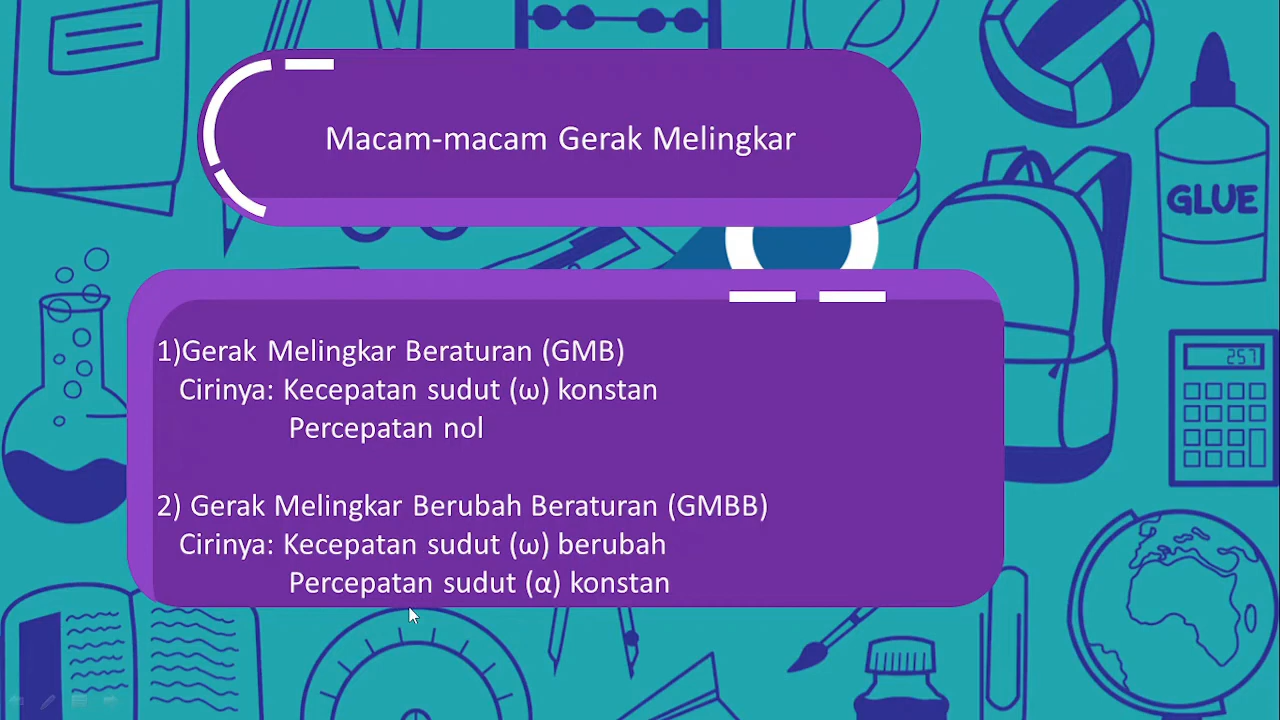 Macam-macam Gerak Melingkar
GLUE
1)Gerak Melingkar Beraturan (GMB)
Cirinya: Kecepatan sudut (ω) konstan
Percepatan nol
257
2) Gerak Melingkar Berubah Beraturan (GMBB)
Cirinya: Kecepatan sudut (ω) berubah
Percepatan sudut (α) konstan